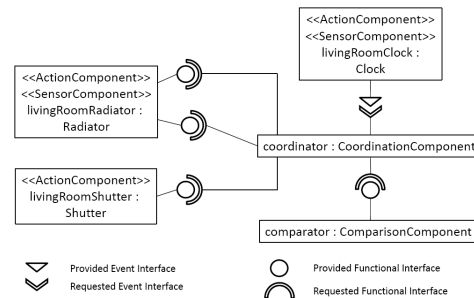 <<ActionComponent>>
<<SensorComponent>>
livingRoomClock :
Clock
<<ActionComponent>>
<<SensorComponent>>
livingRoomRadiator :
Radiator
coordinator : CoordinationComponent
<<ActionComponent>>
livingRoomShutter :
Shutter
comparator : ComparisonComponent
Provided Event Interface
Requested Event Interface
Provided Functional Interface
Requested Functional Interface